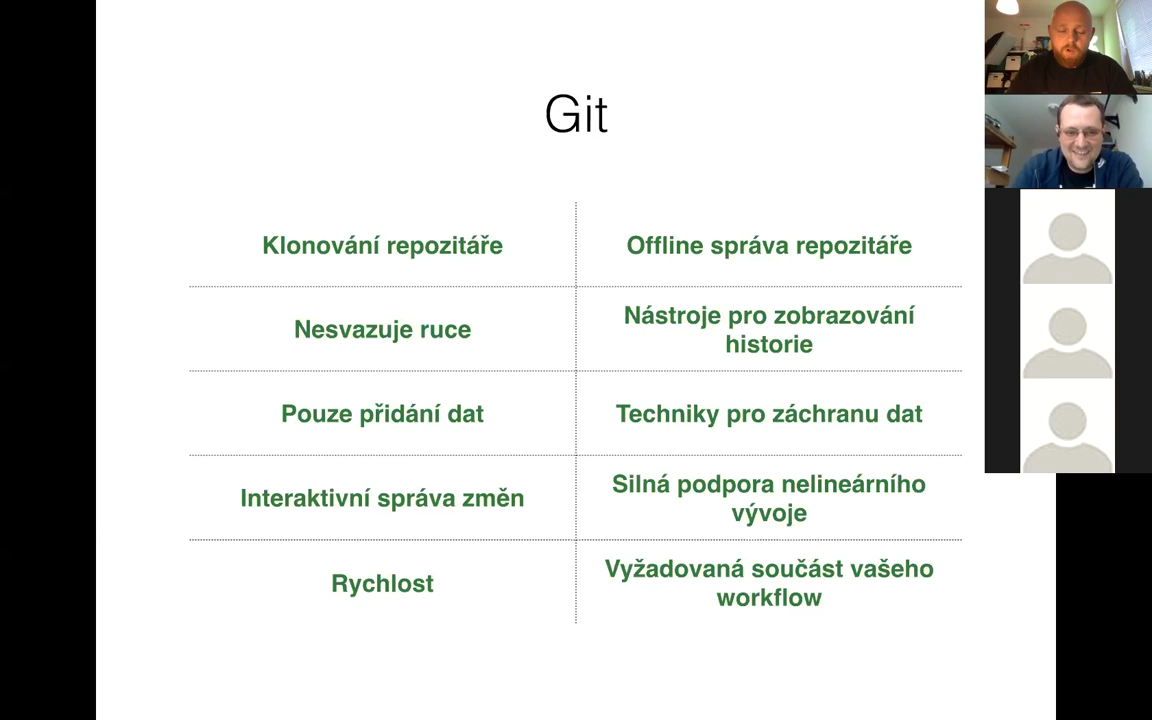 Git
Klonování repozitáře
Offline správa repozitáře
Nesvazuje ruce
Nástroje pro zobrazování
historie
Pouze přidání dat
Techniky pro záchranu dat
Interaktivní správa změn
Silná podpora nelineárního
vývoje
Rychlost
Vyžadovaná součást vašeho
workflow